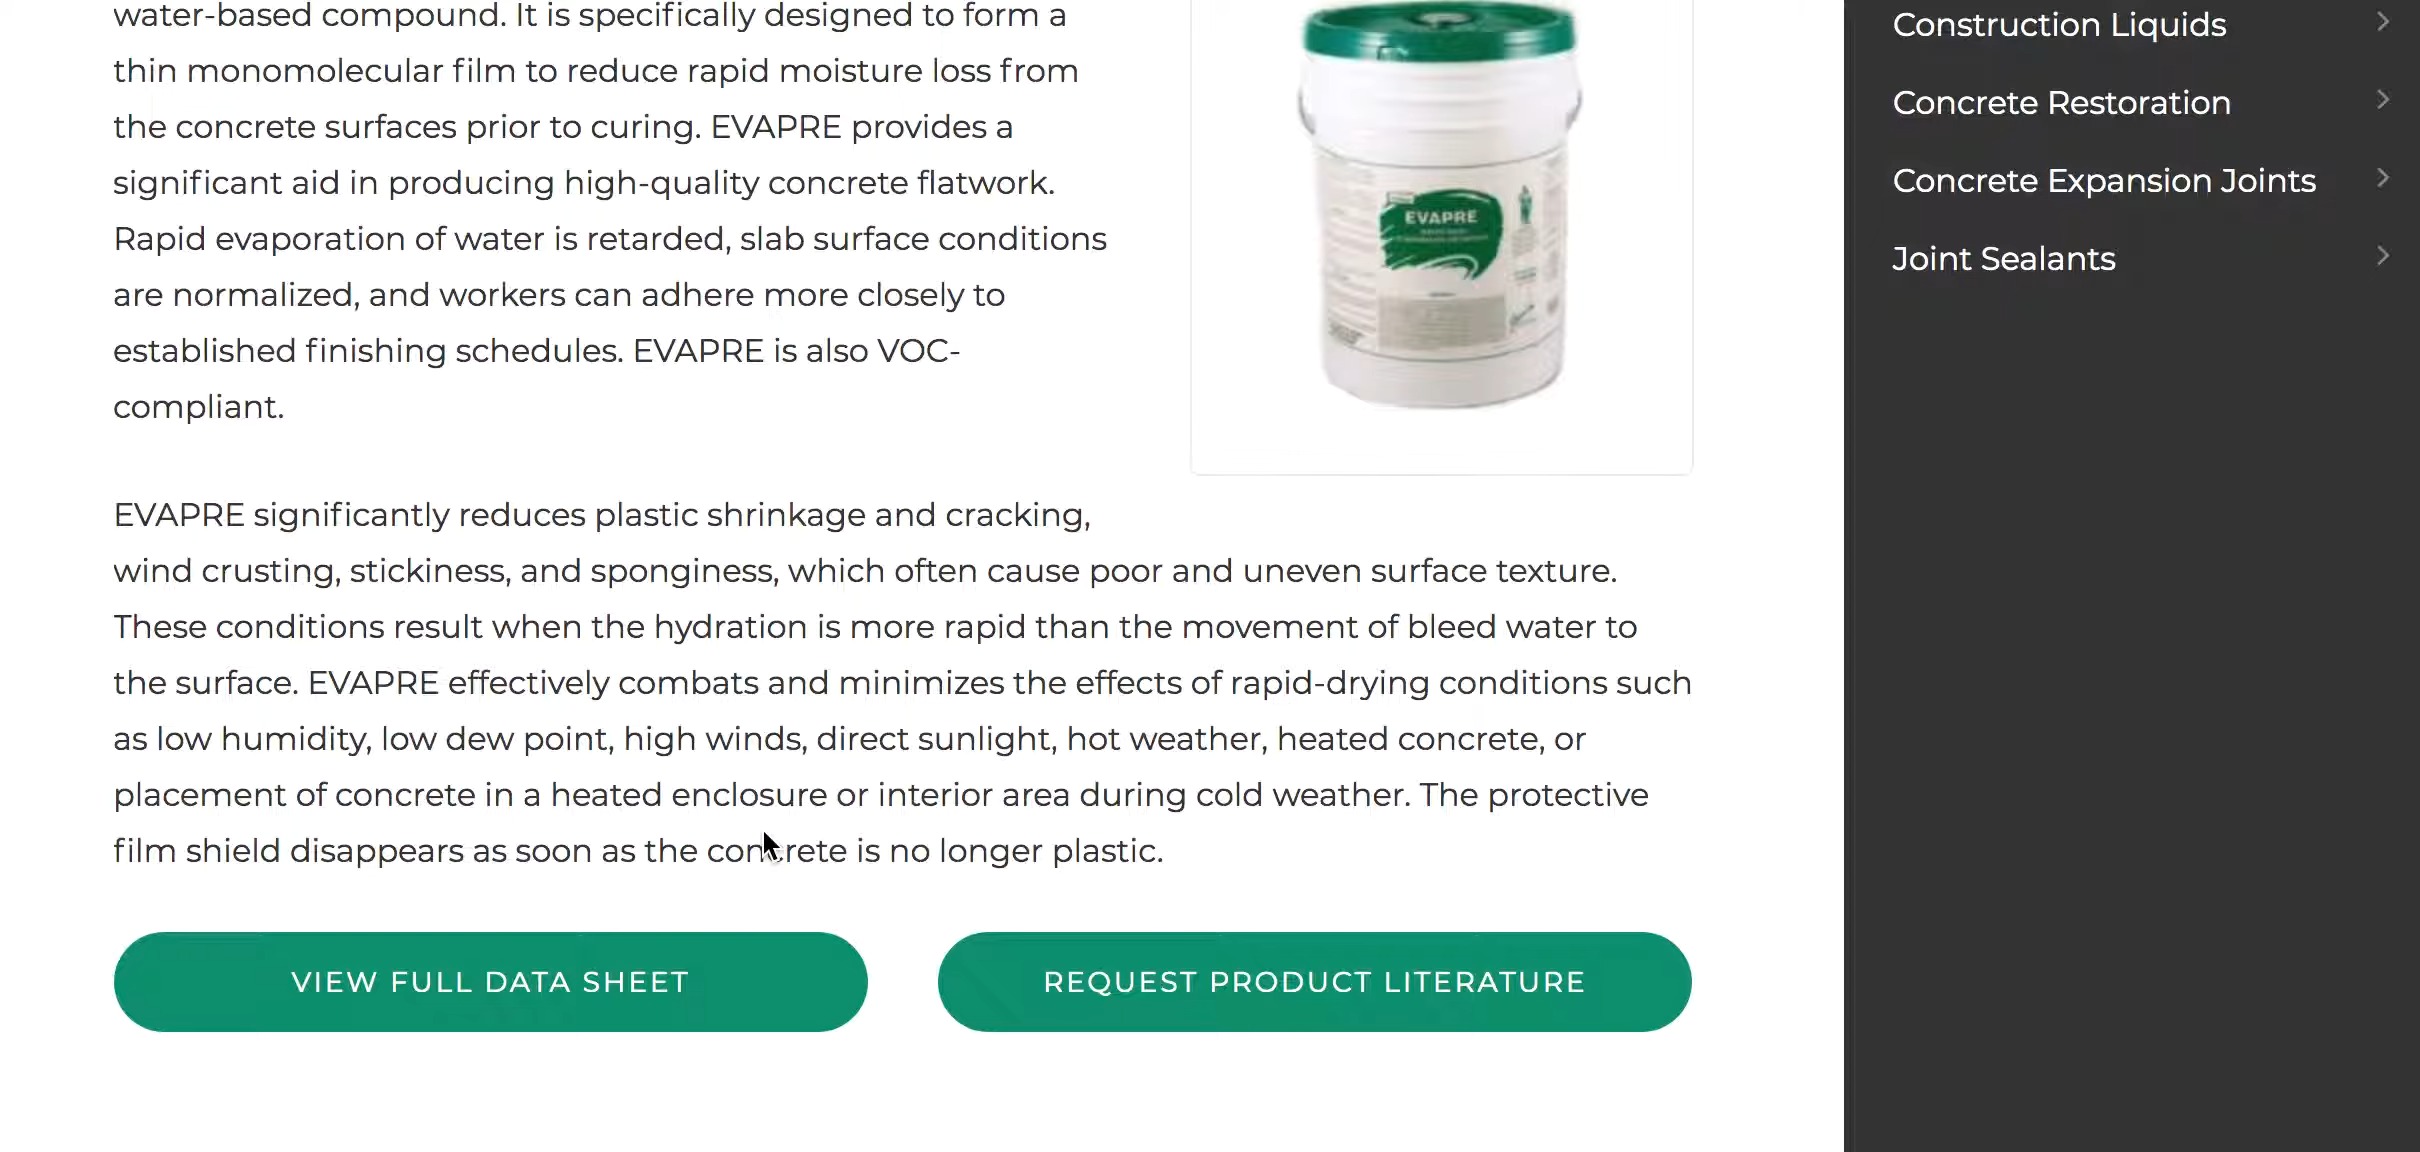 water-based compound. It is specifically designed to form a
thin monomolecular film to reduce rapid moisture loss from
the concrete surfaces prior to curing. EVAPRE provides a
significant aid in producing high-quality concrete flatwork.
Rapid evaporation of water is retarded, slab surface conditions
are normalized, and workers can adhere more closely to
established finishing schedules. EVAPRE is also VOC-
compliant.
EVAPRE
EVAPRE significantly reduces plastic shrinkage and cracking,
wind crusting, stickiness, and sponginess, which often cause poor and uneven surface texture.
These conditions result when the hydration is more rapid than the movement of bleed water to
the surface. EVAPRE effectively combats and minimizes the effects of rapid-drying conditions such
as low humidity, low dew point, high winds, direct sunlight, hot weather, heated concrete, or
placement of concrete in a heated enclosure or interior area during cold weather. The protective
film shield disappears as soon as the concrete is no longer plastic.
VIEW FULL DATA SHEET
REQUEST PRODUCT LITERATURE
Construction Liquids
Concrete Restoration
Concrete Expansion Joints
Joint Sealants